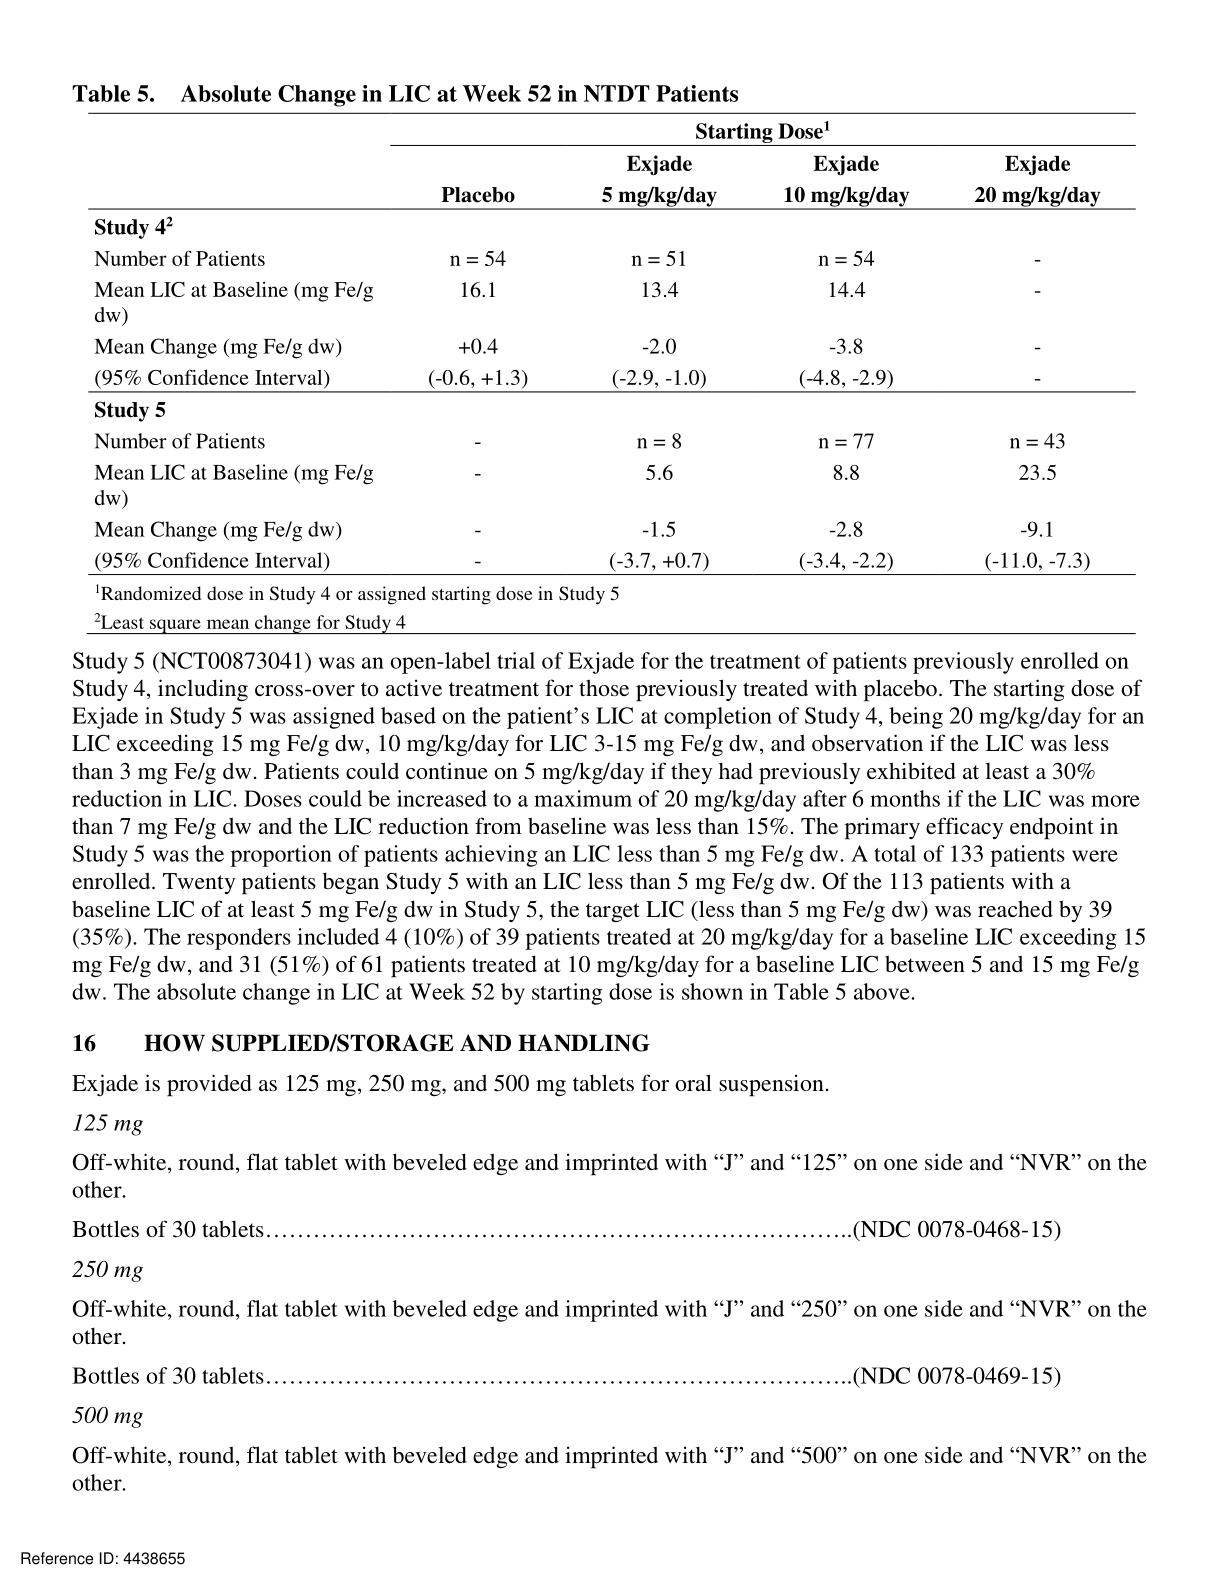 Table 5. Absolute Change in LIC at Week 52 in NTDT Patients
Starting Dose¹
Exjade Exjade Exjade
Placebo 5 mg/kg/day 10 mg/kg/day 20 mg/kg/day
Study 4²
Number of Patients n = 54 n = 51 n = 54 -
Mean LIC at Baseline (mg Fe/g 16.1 13.4 14.4 -
dw)
Mean Change (mg Fe/g dw) +0.4 -2.0 -3.8 -
(95% Confidence Interval) (-0.6, +1.3) (-2.9, -1.0) (-4.8, -2.9) -
Study 5
Number of Patients - n = 8 n = 77 n = 43
Mean LIC at Baseline (mg Fe/g - 5.6 8.8 23.5
dw)
Mean Change (mg Fe/g dw) - -1.5 -2.8 -9.1
(95% Confidence Interval) - (-3.7, +0.7) (-3.4, -2.2) (-11.0, -7.3)
¹Randomized dose in Study 4 or assigned starting dose in Study 5
²Least square mean change for Study 4
Study 5 (NCT00873041) was an open-label trial of Exjade for the treatment of patients previously enrolled on
Study 4, including cross-over to active treatment for those previously treated with placebo. The starting dose of
Exjade in Study 5 was assigned based on the patient’s LIC at completion of Study 4, being 20 mg/kg/day for an
LIC exceeding 15 mg Fe/g dw, 10 mg/kg/day for LIC 3-15 mg Fe/g dw, and observation if the LIC was less
than 3 mg Fe/g dw. Patients could continue on 5 mg/kg/day if they had previously exhibited at least a 30%
reduction in LIC. Doses could be increased to a maximum of 20 mg/kg/day after 6 months if the LIC was more
than 7 mg Fe/g dw and the LIC reduction from baseline was less than 15%. The primary efficacy endpoint in
Study 5 was the proportion of patients achieving an LIC less than 5 mg Fe/g dw. A total of 133 patients were
enrolled. Twenty patients began Study 5 with an LIC less than 5 mg Fe/g dw. Of the 113 patients with a
baseline LIC of at least 5 mg Fe/g dw in Study 5, the target LIC (less than 5 mg Fe/g dw) was reached by 39
(35%). The responders included 4 (10%) of 39 patients treated at 20 mg/kg/day for a baseline LIC exceeding 15
mg Fe/g dw, and 31 (51%) of 61 patients treated at 10 mg/kg/day for a baseline LIC between 5 and 15 mg Fe/g
dw. The absolute change in LIC at Week 52 by starting dose is shown in Table 5 above.
16 HOW SUPPLIED/STORAGE AND HANDLING
Exjade is provided as 125 mg, 250 mg, and 500 mg tablets for oral suspension.
125 mg
Off-white, round, flat tablet with beveled edge and imprinted with “J” and “125” on one side and “NVR” on the
other.
Bottles of 30 tablets………………………………………………………………..(NDC 0078-0468-15)
250 mg
Off-white, round, flat tablet with beveled edge and imprinted with “J” and “250” on one side and “NVR” on the
other.
Bottles of 30 tablets………………………………………………………………..(NDC 0078-0469-15)
500 mg
Off-white, round, flat tablet with beveled edge and imprinted with “J” and “500” on one side and “NVR” on the
other.
Reference ID: 4438655